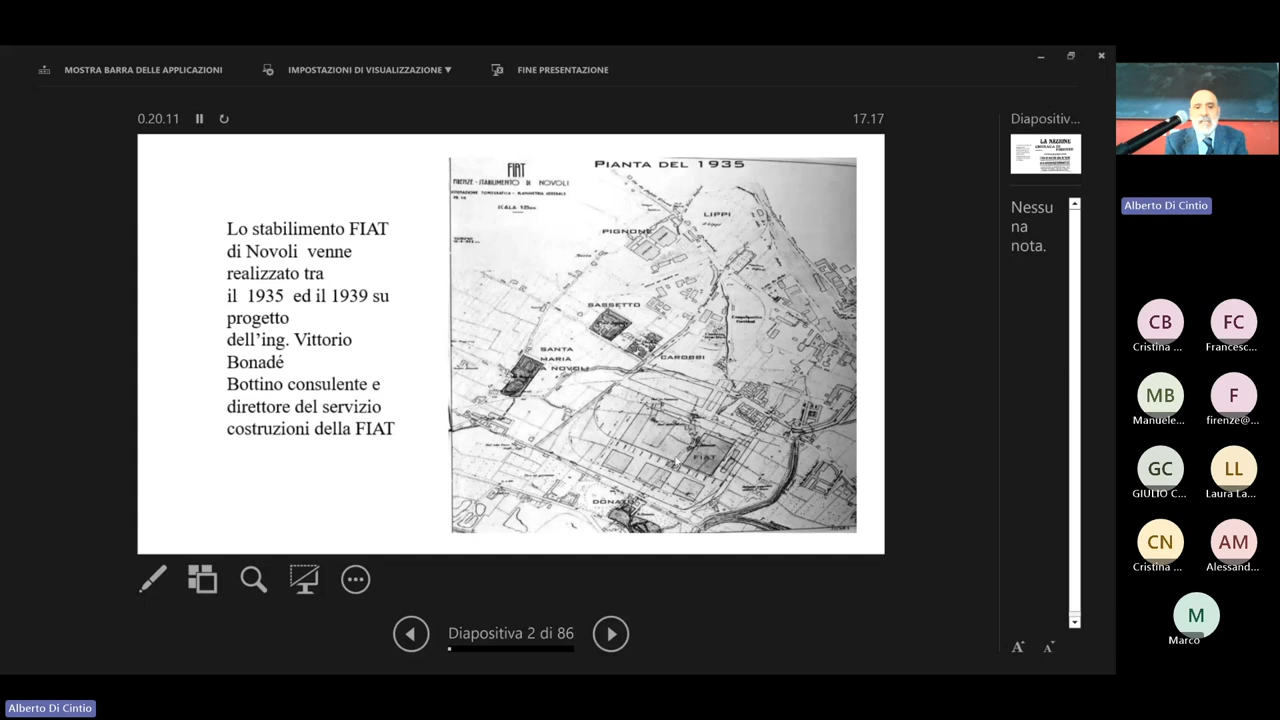 MOSTRA BARRA DELLE APPLICAZIONI
IMPOSTAZIONI DI VISUALIZZAZIONE ▼
FINE PRESENTAZIONE
0.20.11
17.17
Diapositiv...
LA NAZIONE
Lo stabilimento FIAT
di Novoli venne
realizzato tra
il 1935 ed il 1939 su
progetto
dell'ing. Vittorio
Bonadé
Bottino consulente e
direttore del servizio
costruzioni della FIAT
PIANTA DEL 1935
FIAT
FIRENZE - STABILIMENTO DI NOVOLI
LIPPI
PIGNONE
SASSETTO
SANTA
MARIA
A NOVOLI
CAROBBI
FIAT
Nessu
na
nota.
Diapositiva 2 di 86
Alberto Di Cintio
CB
Cristina ...
FC
Francesc...
MB
Manuele...
F
firenze@...
GC
GIULIO C...
LL
Laura La...
CN
Cristina ...
AM
Alessand...
M
Marco
Alberto Di Cintio